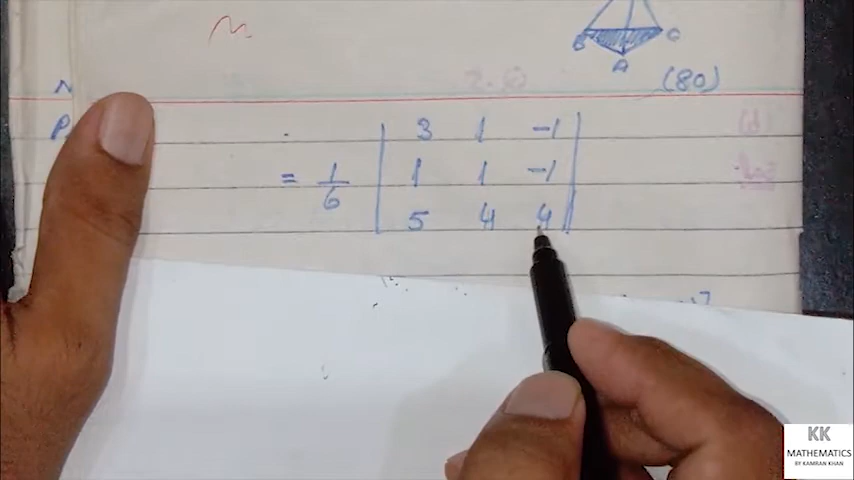 B C
A
(80)
3 1 -1
= 1/6 1 1 -1
5 4 4
KK
MATHEMATICS
BY KAMRAN KHAN